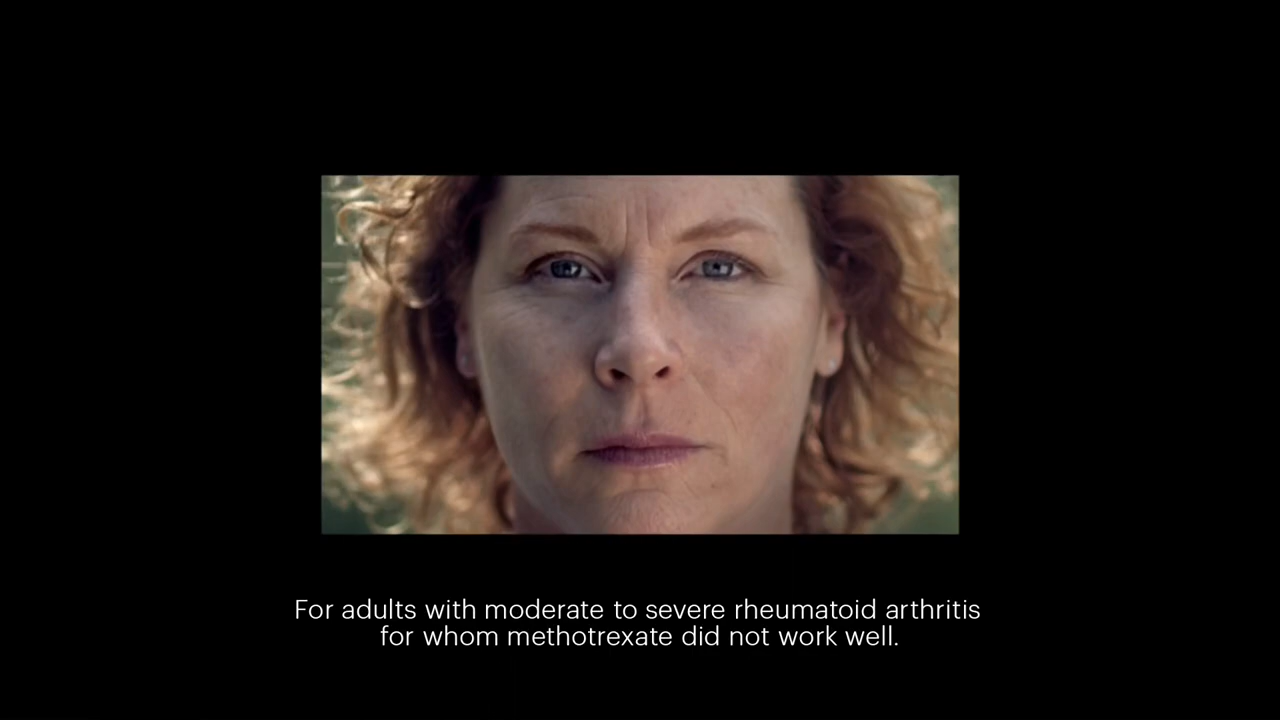 For adults with moderate to severe rheumatoid arthritis
for whom methotrexate did not work well.